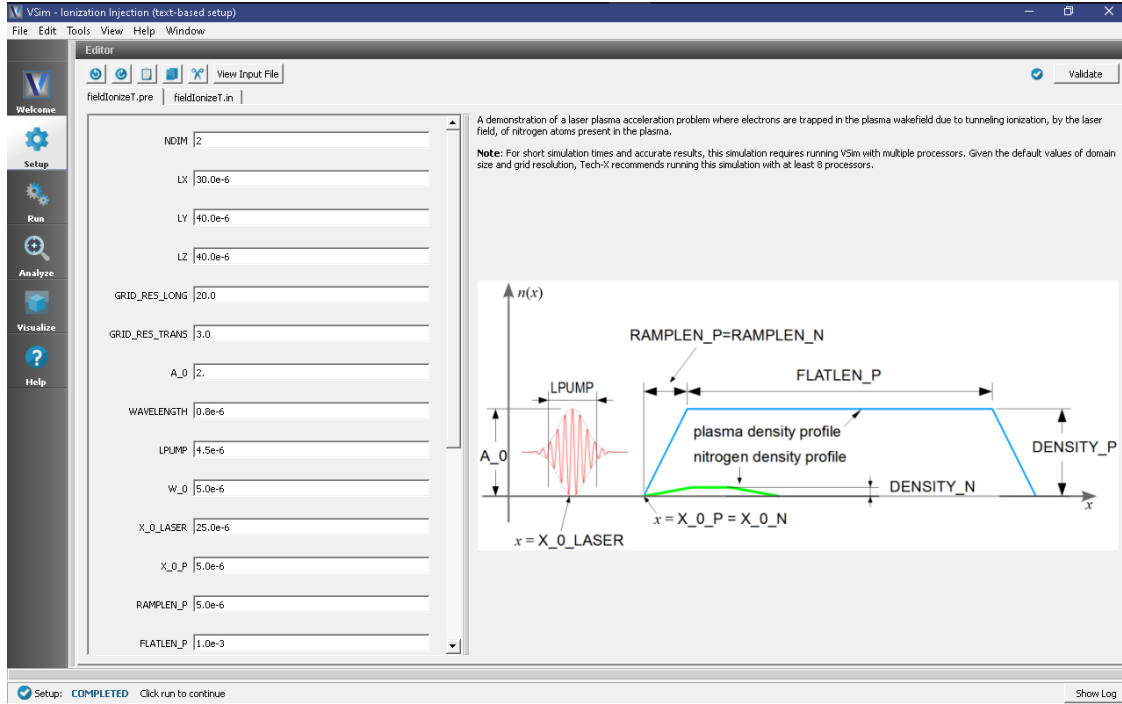 VSim - Ionization Injection (text-based setup)
File Edit Tools View Help Window
Editor
View Input File
Validate
fieldIonizeT.pre fieldIonizeT.in
Welcome
Setup
Run
Analyze
Visualize
Help
NDIM 2
LX 30.0e-6
LY 40.0e-6
LZ 40.0e-6
GRID_RES_LONG 20.0
GRID_RES_TRANS 3.0
A_0 2.
WAVELENGTH 0.8e-6
LPUMP 4.5e-6
W_0 5.0e-6
X_0_LASER 25.0e-6
X_0_P 5.0e-6
RAMPLEN_P 5.0e-6
FLATLEN_P 1.0e-3
A demonstration of a laser plasma acceleration problem where electrons are trapped in the plasma wakefield due to tunneling ionization, by the laser
field, of nitrogen atoms present in the plasma.
Note: For short simulation times and accurate results, this simulation requires running VSim with multiple processors. Given the default values of domain
size and grid resolution, Tech-X recommends running this simulation with at least 8 processors.
n(x)
RAMPLEN_P=RAMPLEN_N
FLATLEN_P
LPUMP
plasma density profile
nitrogen density profile
A_0
DENSITY_P
DENSITY_N
x
x = X_0_P = X_0_N
x = X_0_LASER
Setup: COMPLETED Click run to continue
Show Log